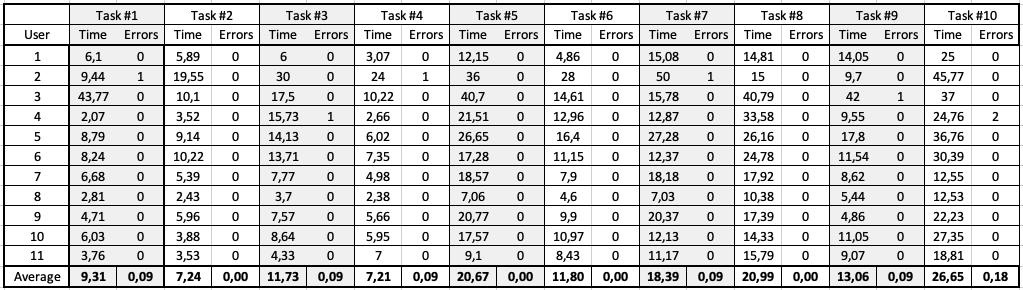 Task #1 Task #2 Task #3 Task #4 Task #5 Task #6 Task #7 Task #8 Task #9 Task #10
User Time Errors Time Errors Time Errors Time Errors Time Errors Time Errors Time Errors Time Errors Time Errors Time Errors
1 6,1 0 5,89 0 6 0 3,07 0 12,15 0 4,86 0 15,08 0 14,81 0 14,05 0 25 0
2 9,44 1 19,55 0 30 0 24 1 36 0 28 0 50 1 15 0 9,7 0 45,77 0
3 43,77 0 10,1 0 17,5 0 10,22 0 40,7 0 14,61 0 15,78 0 40,79 0 42 1 37 0
4 2,07 0 3,52 0 15,73 1 2,66 0 21,51 0 12,96 0 12,87 0 33,58 0 9,55 0 24,76 2
5 8,79 0 9,14 0 14,13 0 6,02 0 26,65 0 16,4 0 27,28 0 26,16 0 17,8 0 36,76 0
6 8,24 0 10,22 0 13,71 0 7,35 0 17,28 0 11,15 0 12,37 0 24,78 0 11,54 0 30,39 0
7 6,68 0 5,39 0 7,77 0 4,98 0 18,57 0 7,9 0 18,18 0 17,92 0 8,62 0 12,55 0
8 2,81 0 2,43 0 3,7 0 2,38 0 7,06 0 4,6 0 7,03 0 10,38 0 5,44 0 12,53 0
9 4,71 0 5,96 0 7,57 0 5,66 0 20,77 0 9,9 0 20,37 0 17,39 0 4,86 0 22,23 0
10 6,03 0 3,88 0 8,64 0 5,95 0 17,57 0 10,97 0 12,13 0 14,33 0 11,05 0 27,35 0
11 3,76 0 3,53 0 4,33 0 7 0 9,1 0 8,43 0 11,17 0 15,79 0 9,07 0 18,81 0
Average 9,31 0,09 7,24 0,00 11,73 0,09 7,21 0,09 20,67 0,00 11,80 0,00 18,39 0,09 20,99 0,00 13,06 0,09 26,65 0,18